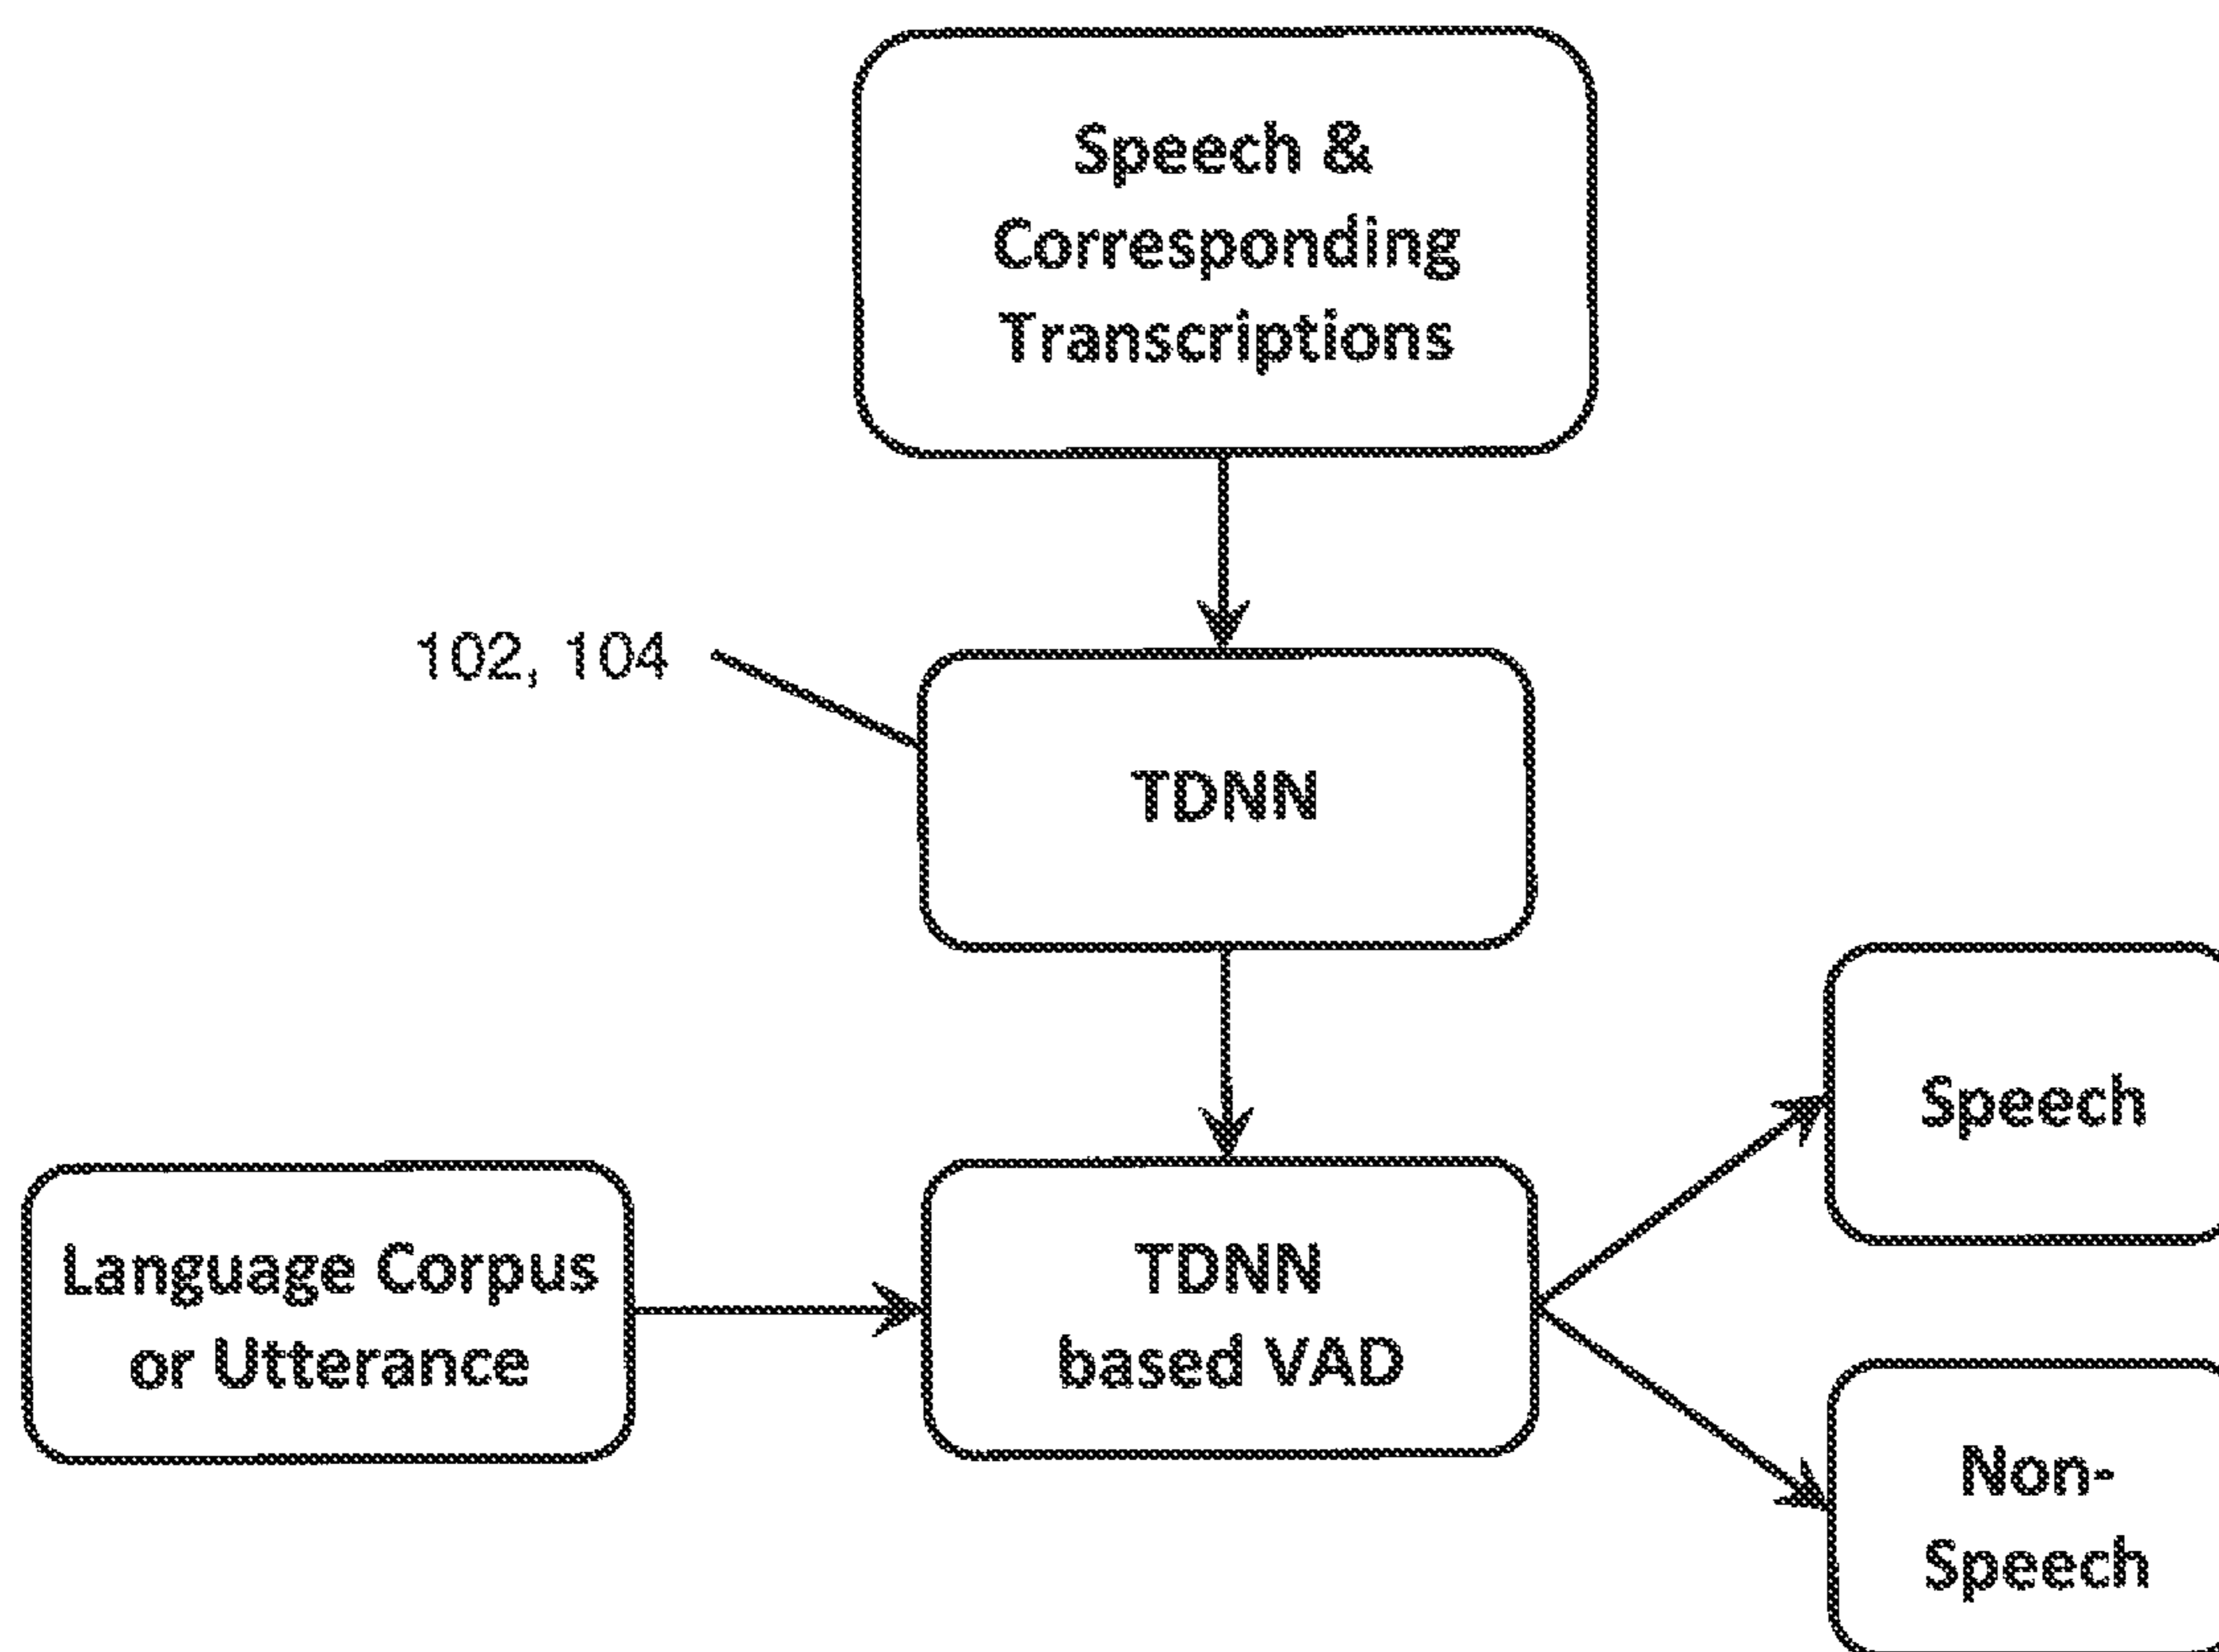 Speech &
Corresponding
Transcriptions
102, 104
TDNN
Speech
Language Corpus
or Utterance
TDNN
based VAD
Non-
Speech